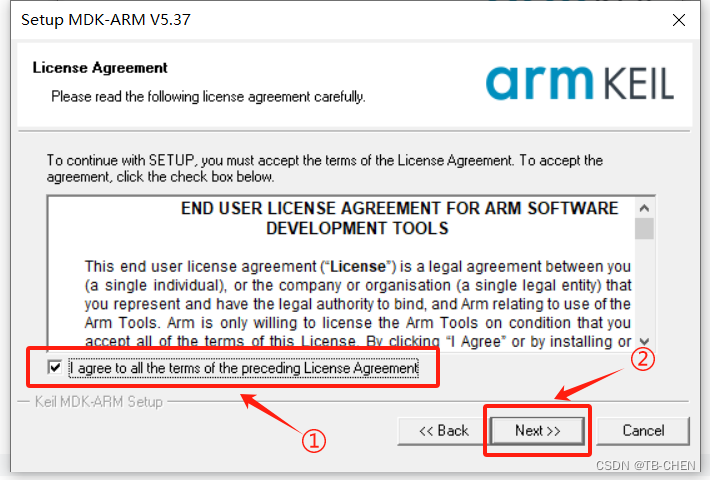 Setup MDK-ARM V5.37
License Agreement
Please read the following license agreement carefully.
arm KEIL
To continue with SETUP, you must accept the terms of the License Agreement. To accept the
agreement, click the check box below.
END USER LICENSE AGREEMENT FOR ARM SOFTWARE
DEVELOPMENT TOOLS
This end user license agreement (“License”) is a legal agreement between you
(a single individual), or the company or organisation (a single legal entity) that
you represent and have the legal authority to bind, and Arm relating to use of the
Arm Tools. Arm is only willing to license the Arm Tools on condition that you
accept all of the terms of this License. By clicking “I Agree” or by installing or
I agree to all the terms of the preceding License Agreement
②
Keil MDK-ARM Setup
①
<< Back
Next >>
Cancel
CSDN @TB-CHEN